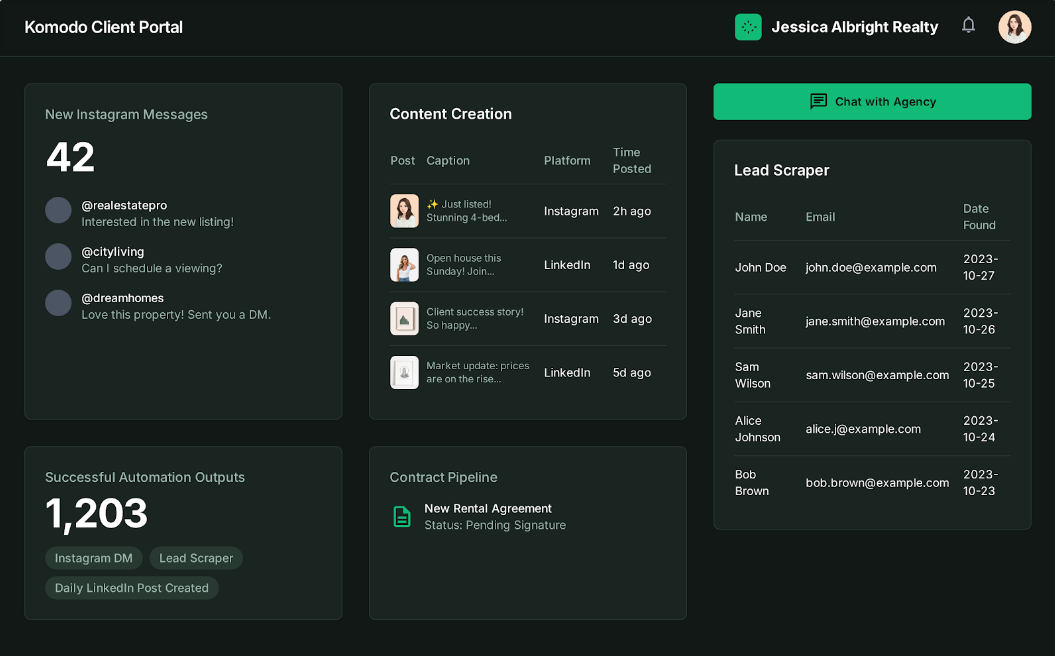 Komodo Client Portal
Jessica Albright Realty
New Instagram Messages
42
@realestatepro
Interested in the new listing!
@cityliving
Can I schedule a viewing?
@dreamhomes
Love this property! Sent you a DM.
Content Creation
Post Caption Platform Time
Posted
✨ Just listed!
Stunning 4-bed...
Instagram 2h ago
Open house this
Sunday! Join...
LinkedIn 1d ago
Client success story!
So happy...
Instagram 3d ago
Market update: prices
are on the rise...
LinkedIn 5d ago
Chat with Agency
Lead Scraper
Name Email Date
Found
John Doe john.doe@example.com 2023-
10-27
Jane
Smith
jane.smith@example.com 2023-
10-26
Sam
Wilson
sam.wilson@example.com 2023-
10-25
Alice
Johnson
alice.j@example.com 2023-
10-24
Bob
Brown
bob.brown@example.com 2023-
10-23
Successful Automation Outputs
1,203
Instagram DM Lead Scraper
Daily LinkedIn Post Created
Contract Pipeline
New Rental Agreement
Status: Pending Signature